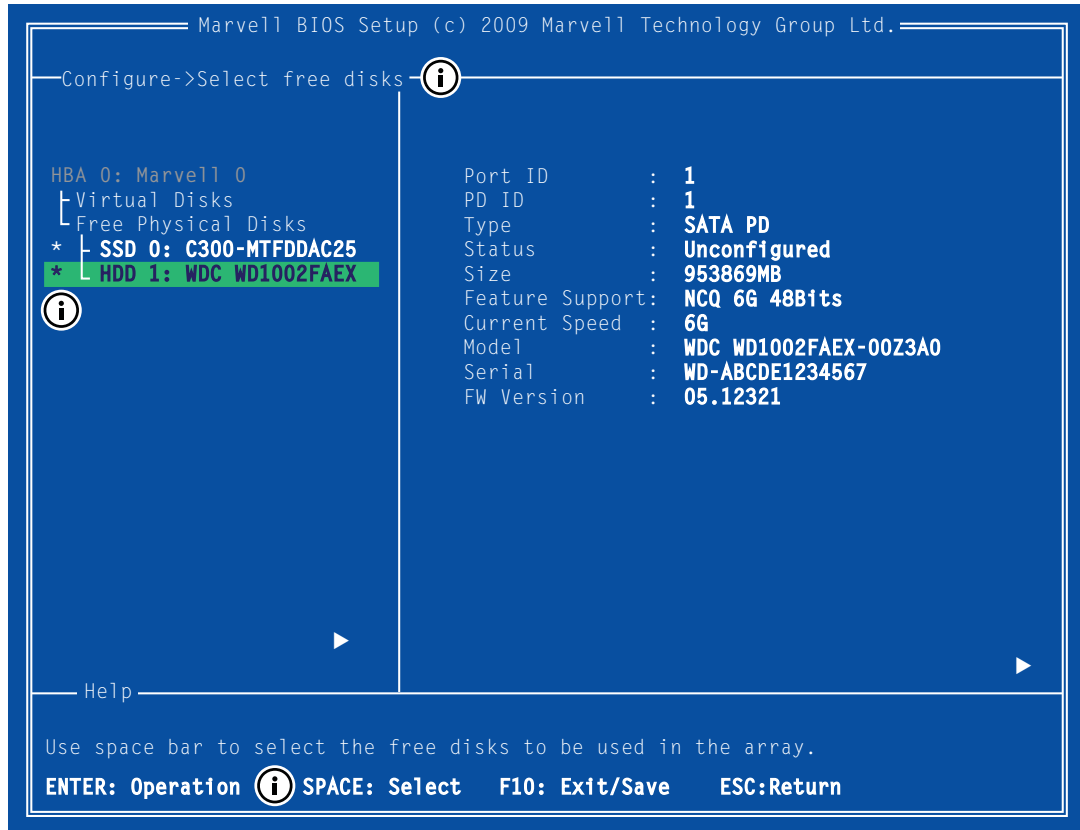 Marvell BIOS Setup (c) 2009 Marvell Technology Group Ltd.
Configure->Select free disks
i
HBA 0: Marvell 0
Virtual Disks
Free Physical Disks
* SSD 0: C300-MTFDDAC25
* HDD 1: WDC WD1002FAEX
i
Port ID : 1
PD ID : 1
Type : SATA PD
Status : Unconfigured
Size : 953869MB
Feature Support: NCQ 6G 48Bits
Current Speed : 6G
Model : WDC WD1002FAEX-00Z3A0
Serial : WD-ABCDE1234567
FW Version : 05.12321
Help
Use space bar to select the free disks to be used in the array.
ENTER: Operation i SPACE: Select F10: Exit/Save ESC:Return